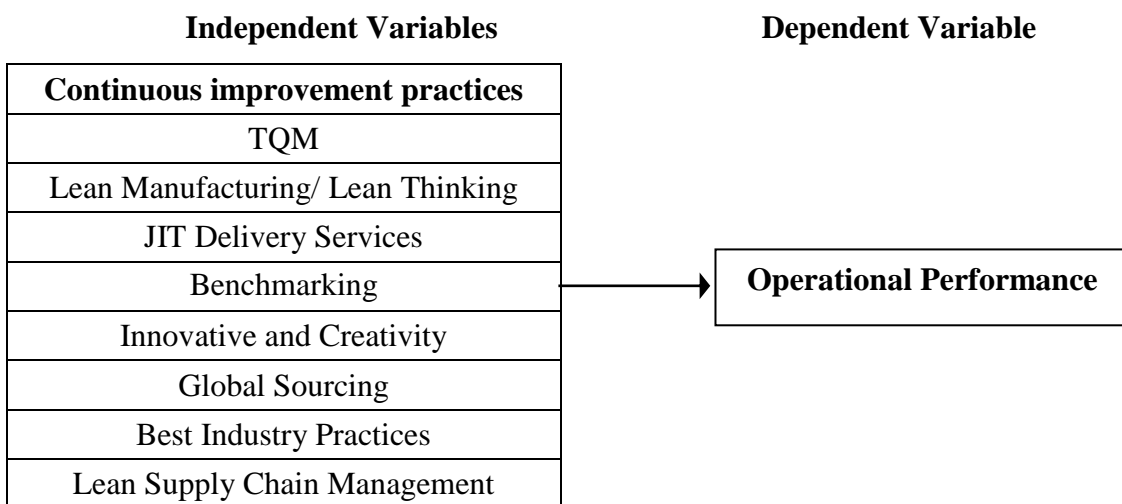 Independent Variables
Dependent Variable
Continuous improvement practices
TQM
Lean Manufacturing/ Lean Thinking
JIT Delivery Services
Benchmarking
Innovative and Creativity
Global Sourcing
Best Industry Practices
Lean Supply Chain Management
Operational Performance